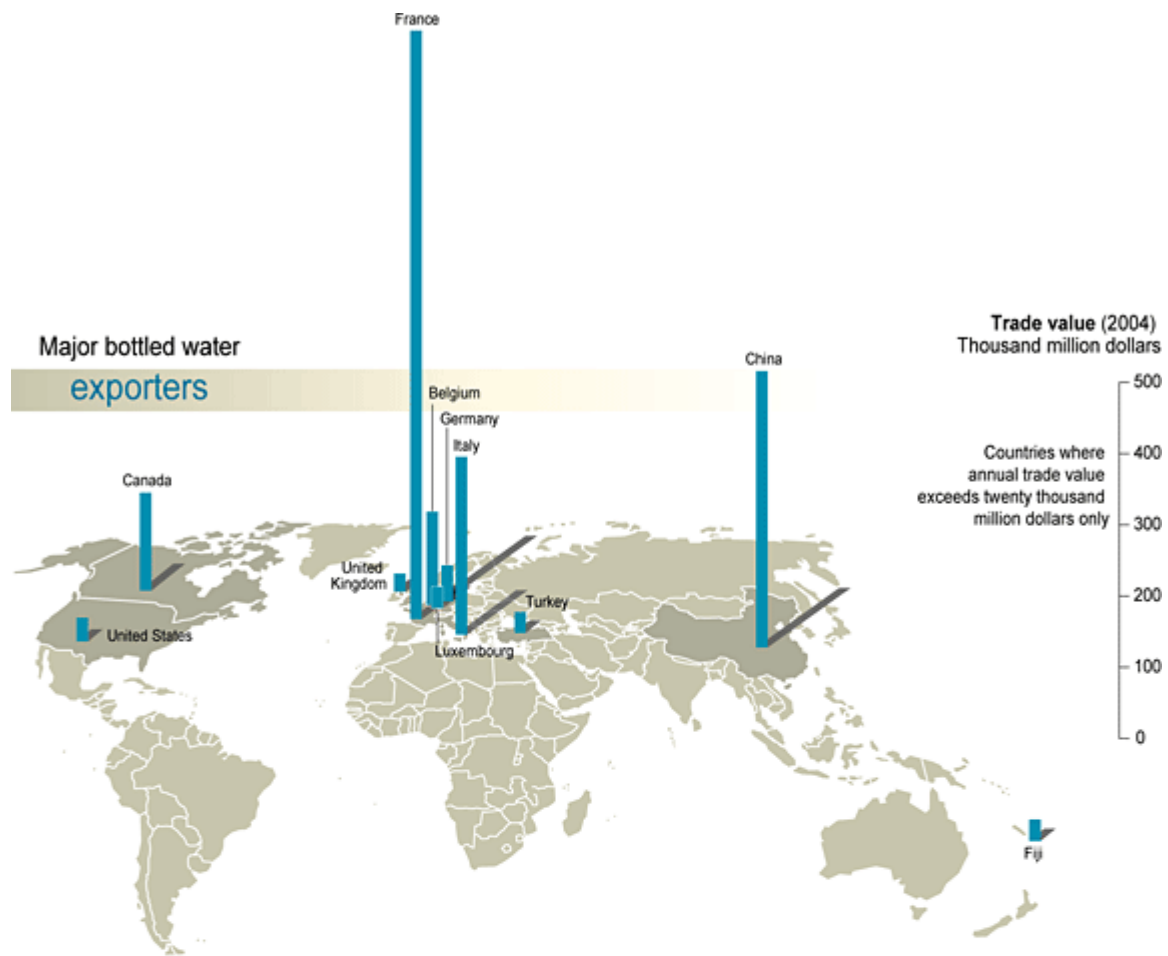 France
Major bottled water
exporters
Trade value (2004)
Thousand million dollars
China
500
Belgium
Germany
Italy
400
Countries where
annual trade value
exceeds twenty thousand
million dollars only
Canada
300
United
Kingdom
200
Turkey
United States
Luxembourg
100
0
Fiji